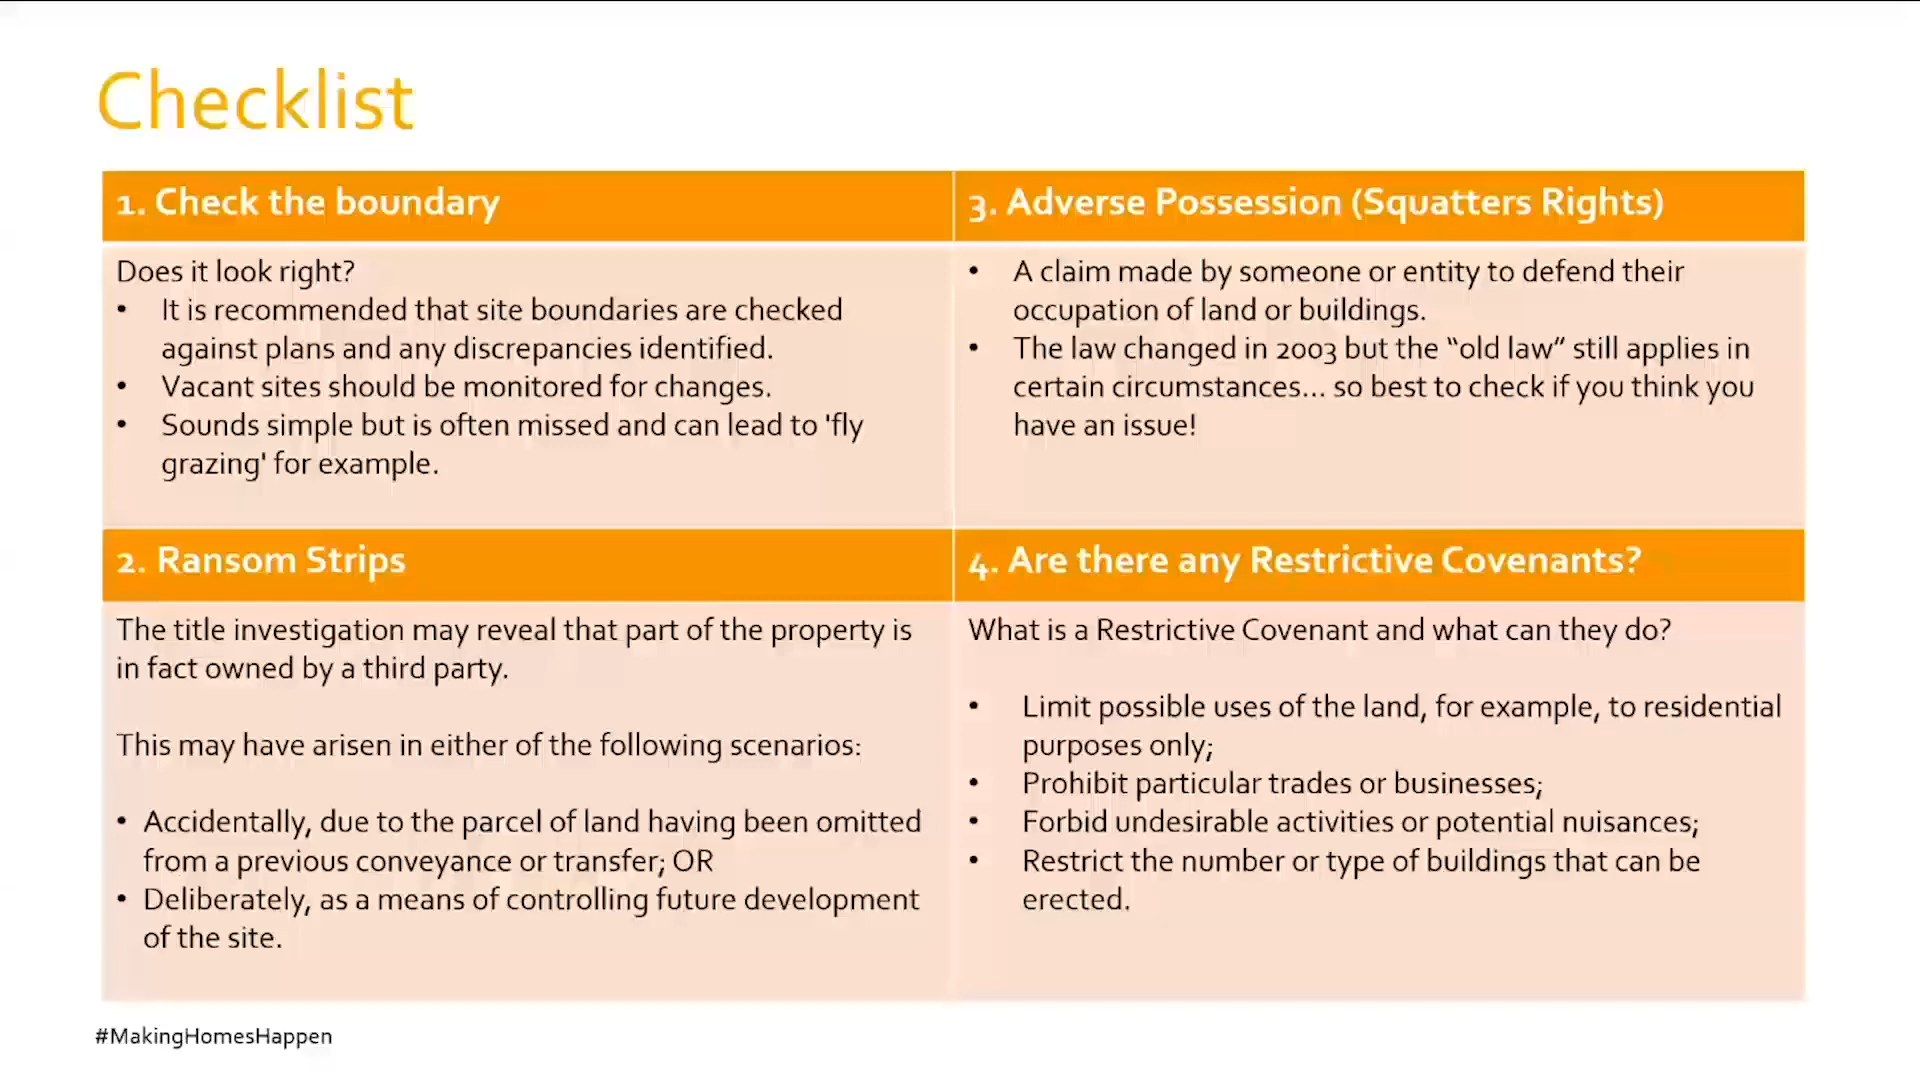 Checklist
1. Check the boundary
Does it look right?
• It is recommended that site boundaries are checked
against plans and any discrepancies identified.
• Vacant sites should be monitored for changes.
• Sounds simple but is often missed and can lead to 'fly
grazing' for example.
2. Ransom Strips
The title investigation may reveal that part of the property is
in fact owned by a third party.
This may have arisen in either of the following scenarios:
• Accidentally, due to the parcel of land having been omitted
from a previous conveyance or transfer; OR
• Deliberately, as a means of controlling future development
of the site.
3. Adverse Possession (Squatters Rights)
• A claim made by someone or entity to defend their
occupation of land or buildings.
• The law changed in 2003 but the “old law” still applies in
certain circumstances... so best to check if you think you
have an issue!
4. Are there any Restrictive Covenants?
What is a Restrictive Covenant and what can they do?
• Limit possible uses of the land, for example, to residential
purposes only;
• Prohibit particular trades or businesses;
• Forbid undesirable activities or potential nuisances;
• Restrict the number or type of buildings that can be
erected.
#MakingHomesHappen